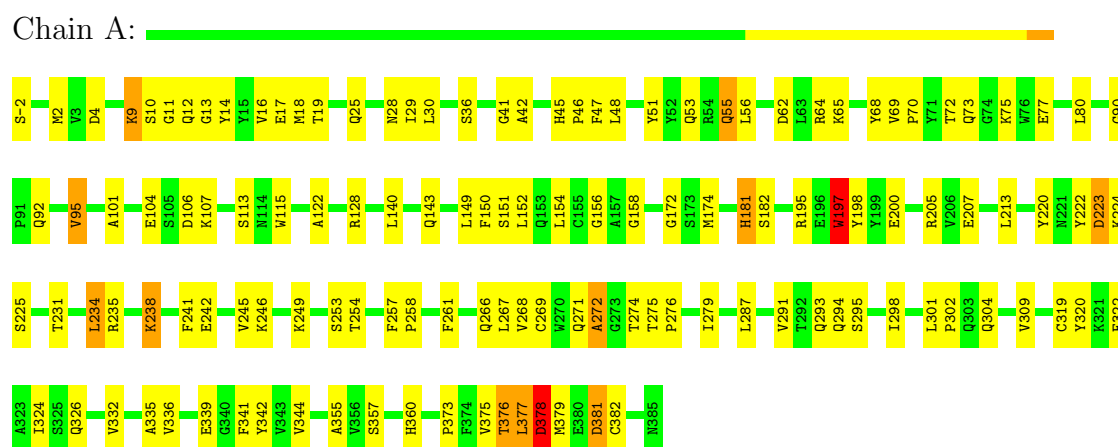 Chain A:
S-2 M2 V3 D4 K9 S10 G11 Q12 G13 Y14 Y15 V16 E17 M18 T19 Q25 N28 I29 L30 S36 G41 A42 H45 P46 F47 L48 Y51 Y52 Q53 R54 Q55 L56 D62 L63 R64 K65 Y68 V69 P70 Y71 T72 Q73 G74 K75 W76 E77 L80
P91 Q92 V95 A101 E104 S105 D106 K107 S113 N114 W115 A122 R128 L140 Q143 L149 F150 S151 L152 Q153 L154 C155 G156 A157 G158 G172 S173 M174 H181 S182 R195 E196 W197 Y198 Y199 E200 R205 V206 E207 L213 Y220 N221 Y222 D223 K224
S225 T231 L234 R235 K238 F241 E242 V245 K246 K249 S253 T254 F257 P258 F261 Q266 L267 V268 C269 W270 Q271 A272 G273 T274 T275 P276 I279 L287 V291 T292 Q293 Q294 S295 I298 L301 P302 Q303 Q304 V309 C319 Y320 K321
A323 I324 S325 Q326 V332 A335 V336 E339 G340 F341 Y342 V343 V344 A355 V356 S357 H360 P373 F374 V375 T376 L377 D378 M379 E380 D381 C382 N385